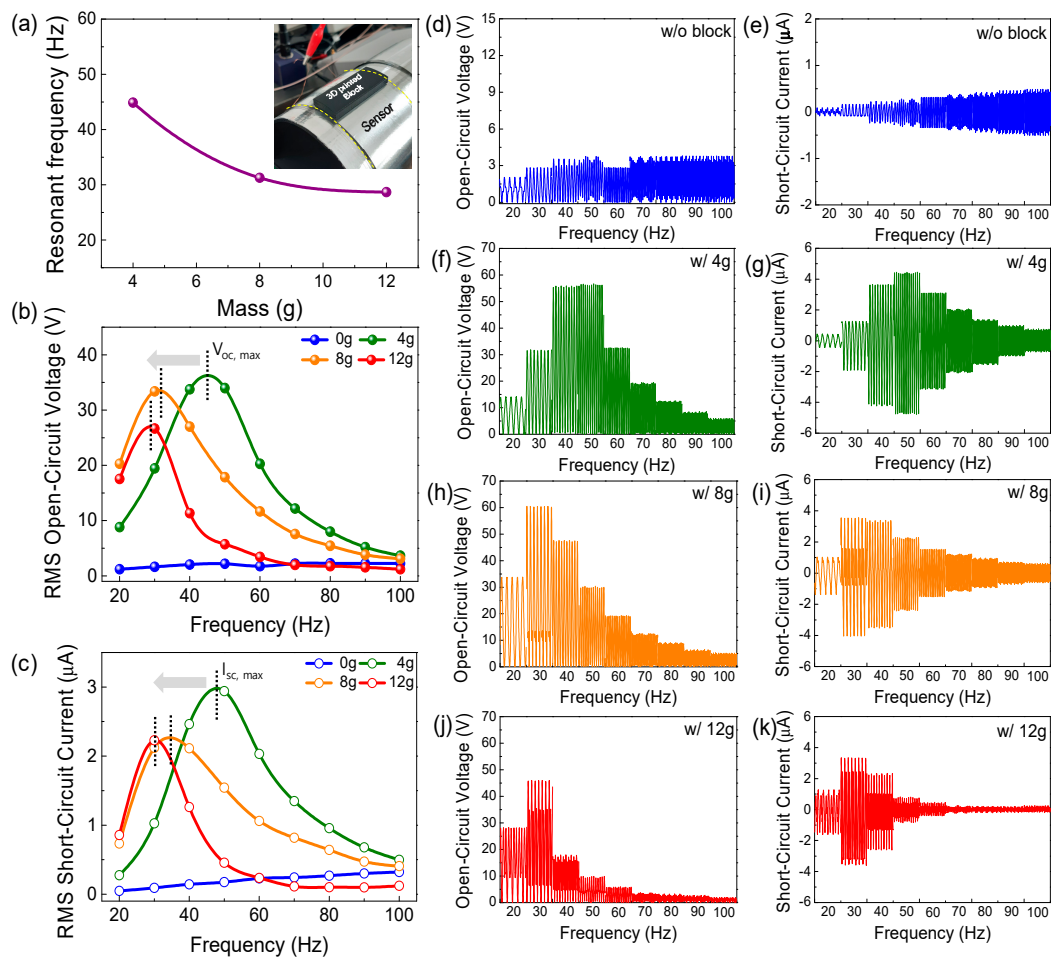 (a)
Resonant frequency (Hz)
60
50
40
30
20
4
6
8
10
12
Mass (g)
3D printed
Block
Sensor
(b)
RMS Open-Circuit Voltage (V)
40
30
20
10
0
0g
4g
8g
12g
Voc, max
20
40
60
80
100
Frequency (Hz)
(c)
RMS Short-Circuit Current (µA)
3
2
1
0
0g
4g
8g
12g
Isc, max
20
40
60
80
100
Frequency (Hz)
(d)
Open-Circuit Voltage (V)
w/o block
15
12
9
6
3
0
20 30 40 50 60 70 80 90 100
Frequency (Hz)
(e)
Short-Circuit Current (µA)
w/o block
2
1
0
-1
-2
20 30 40 50 60 70 80 90 100
Frequency (Hz)
(f)
Open-Circuit Voltage (V)
w/ 4g
70
60
50
40
30
20
10
0
20 30 40 50 60 70 80 90 100
Frequency (Hz)
(g)
Short-Circuit Current (µA)
w/ 4g
6
4
2
0
-2
-4
-6
20 30 40 50 60 70 80 90 100
Frequency (Hz)
(h)
Open-Circuit Voltage (V)
w/ 8g
70
60
50
40
30
20
10
0
20 30 40 50 60 70 80 90 100
Frequency (Hz)
(i)
Short-Circuit Current (µA)
w/ 8g
6
4
2
0
-2
-4
-6
20 30 40 50 60 70 80 90 100
Frequency (Hz)
(j)
Open-Circuit Voltage (V)
w/ 12g
70
60
50
40
30
20
10
0
20 30 40 50 60 70 80 90 100
Frequency (Hz)
(k)
Short-Circuit Current (µA)
w/ 12g
6
4
2
0
-2
-4
-6
20 30 40 50 60 70 80 90 100
Frequency (Hz)